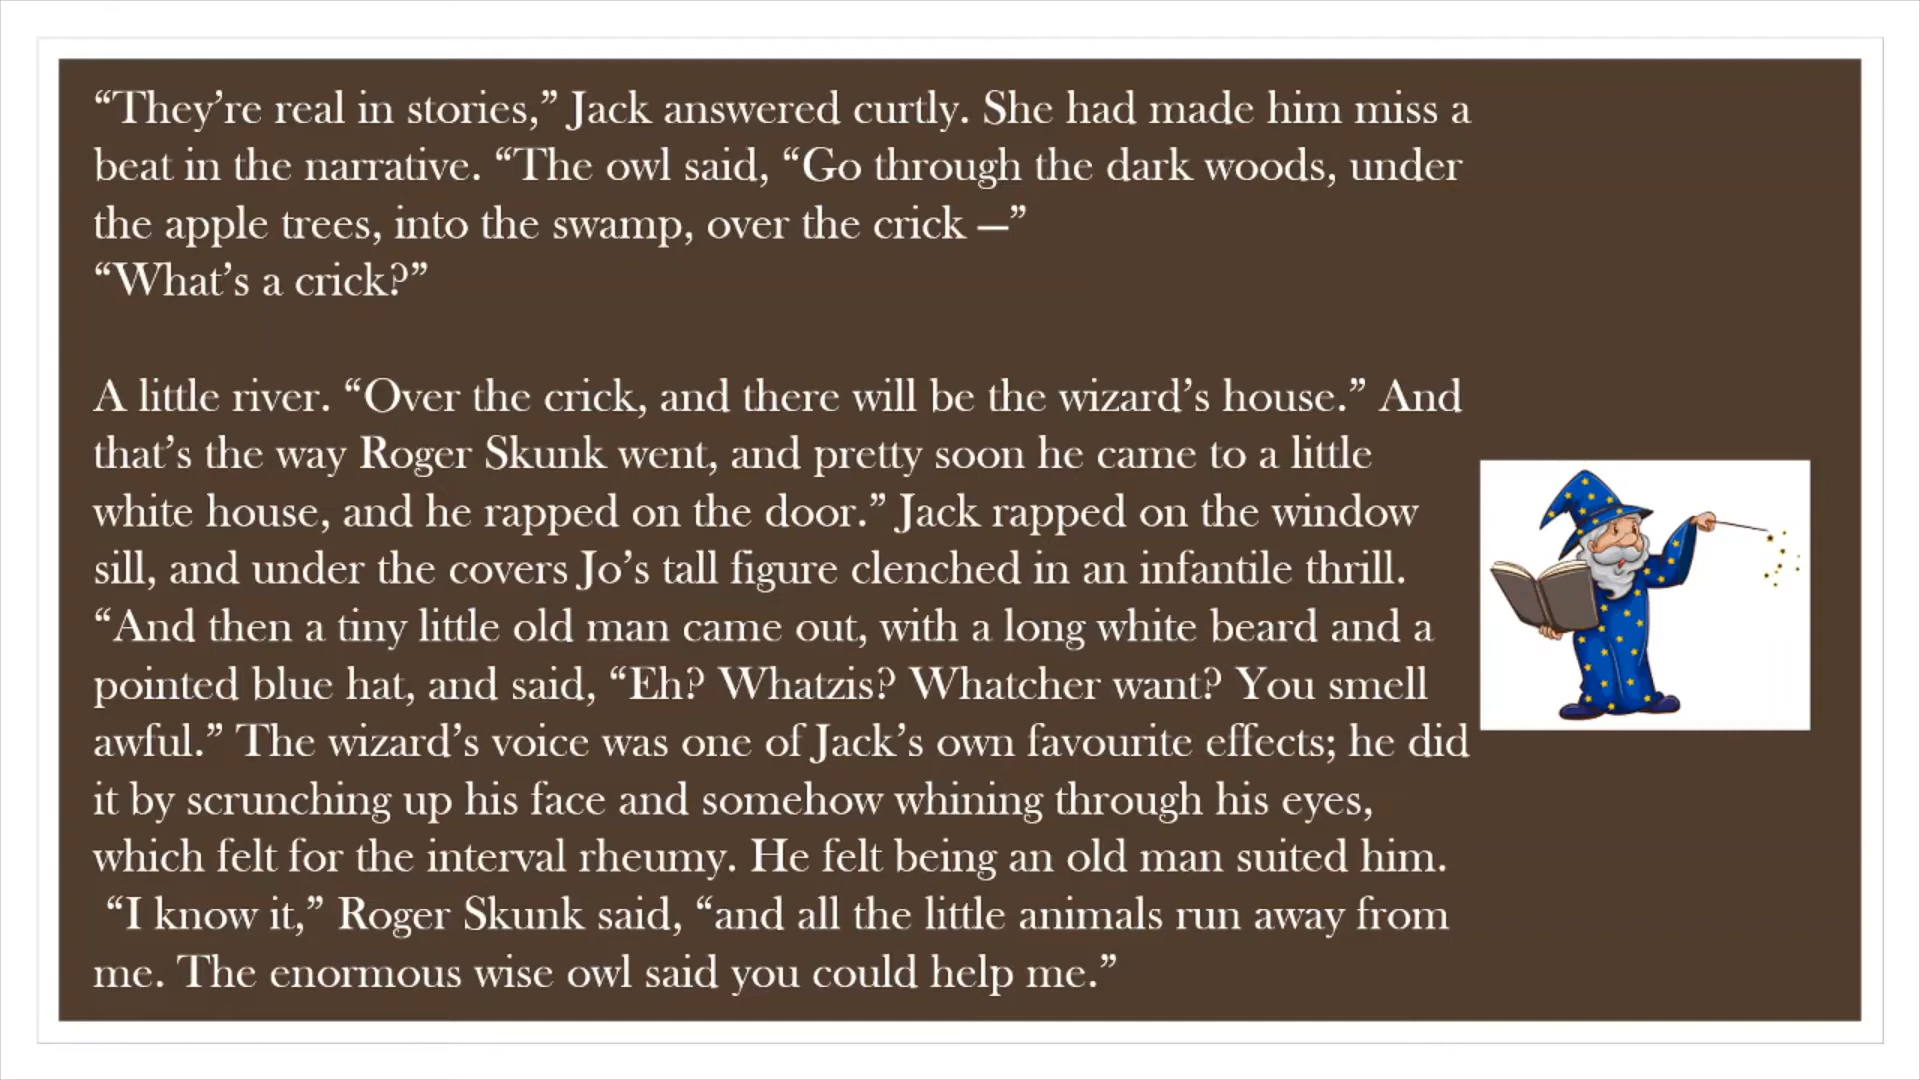 “They’re real in stories,” Jack answered curtly. She had made him miss a
beat in the narrative. “The owl said, “Go through the dark woods, under
the apple trees, into the swamp, over the crick —”
“What’s a crick?”
A little river. “Over the crick, and there will be the wizard’s house.” And
that’s the way Roger Skunk went, and pretty soon he came to a little
white house, and he rapped on the door.” Jack rapped on the window
sill, and under the covers Jo’s tall figure clenched in an infantile thrill.
“And then a tiny little old man came out, with a long white beard and a
pointed blue hat, and said, “Eh? Whatzis? Whatcher want? You smell
awful.” The wizard’s voice was one of Jack’s own favourite effects; he did
it by scrunching up his face and somehow whining through his eyes,
which felt for the interval rheumy. He felt being an old man suited him.
“I know it,” Roger Skunk said, “and all the little animals run away from
me. The enormous wise owl said you could help me.”